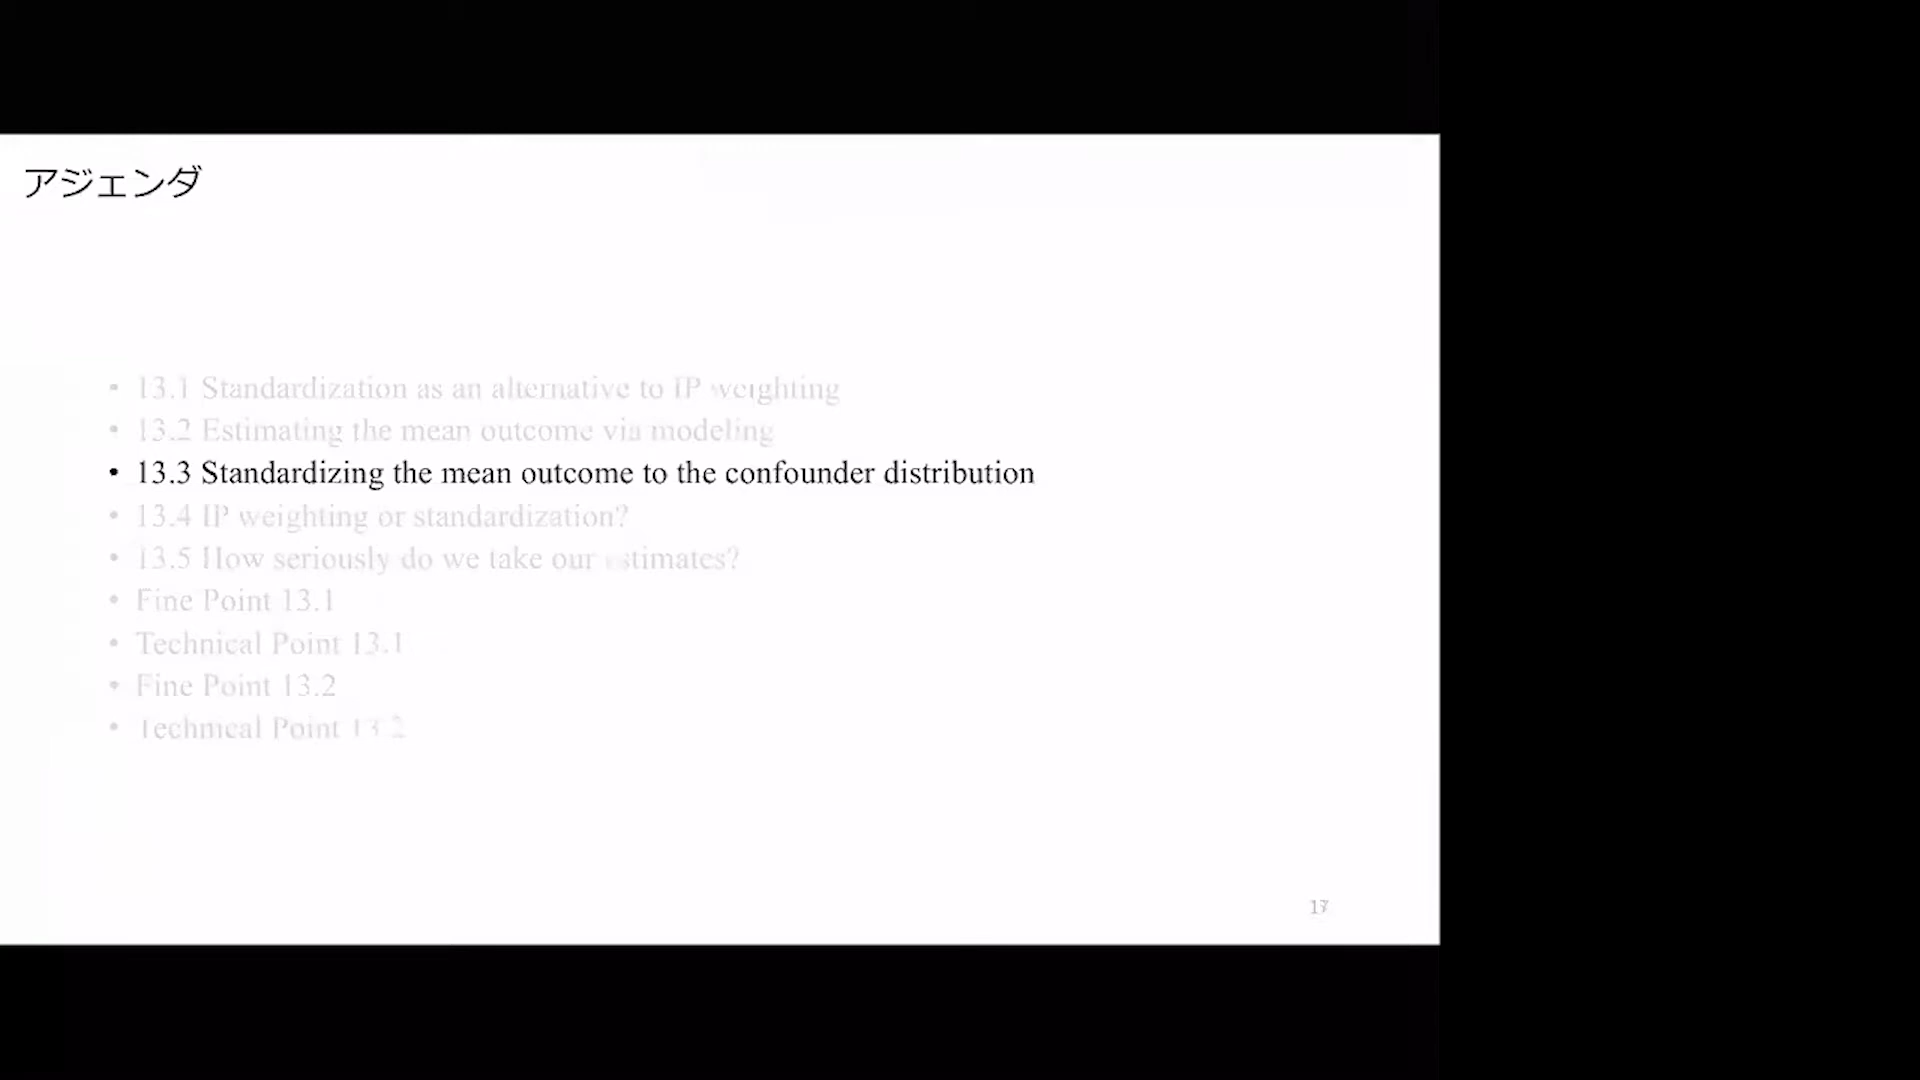 アジェンダ
• 13.1 Standardization as an alternative to IP weighting
• 13.2 Estimating the mean outcome via modeling
• 13.3 Standardizing the mean outcome to the confounder distribution
• 13.4 IP weighting or standardization?
• 13.5 How seriously do we take our estimates?
• Fine Point 13.1
• Technical Point 13.1
• Fine Point 13.2
• Technical Point 13.2
17